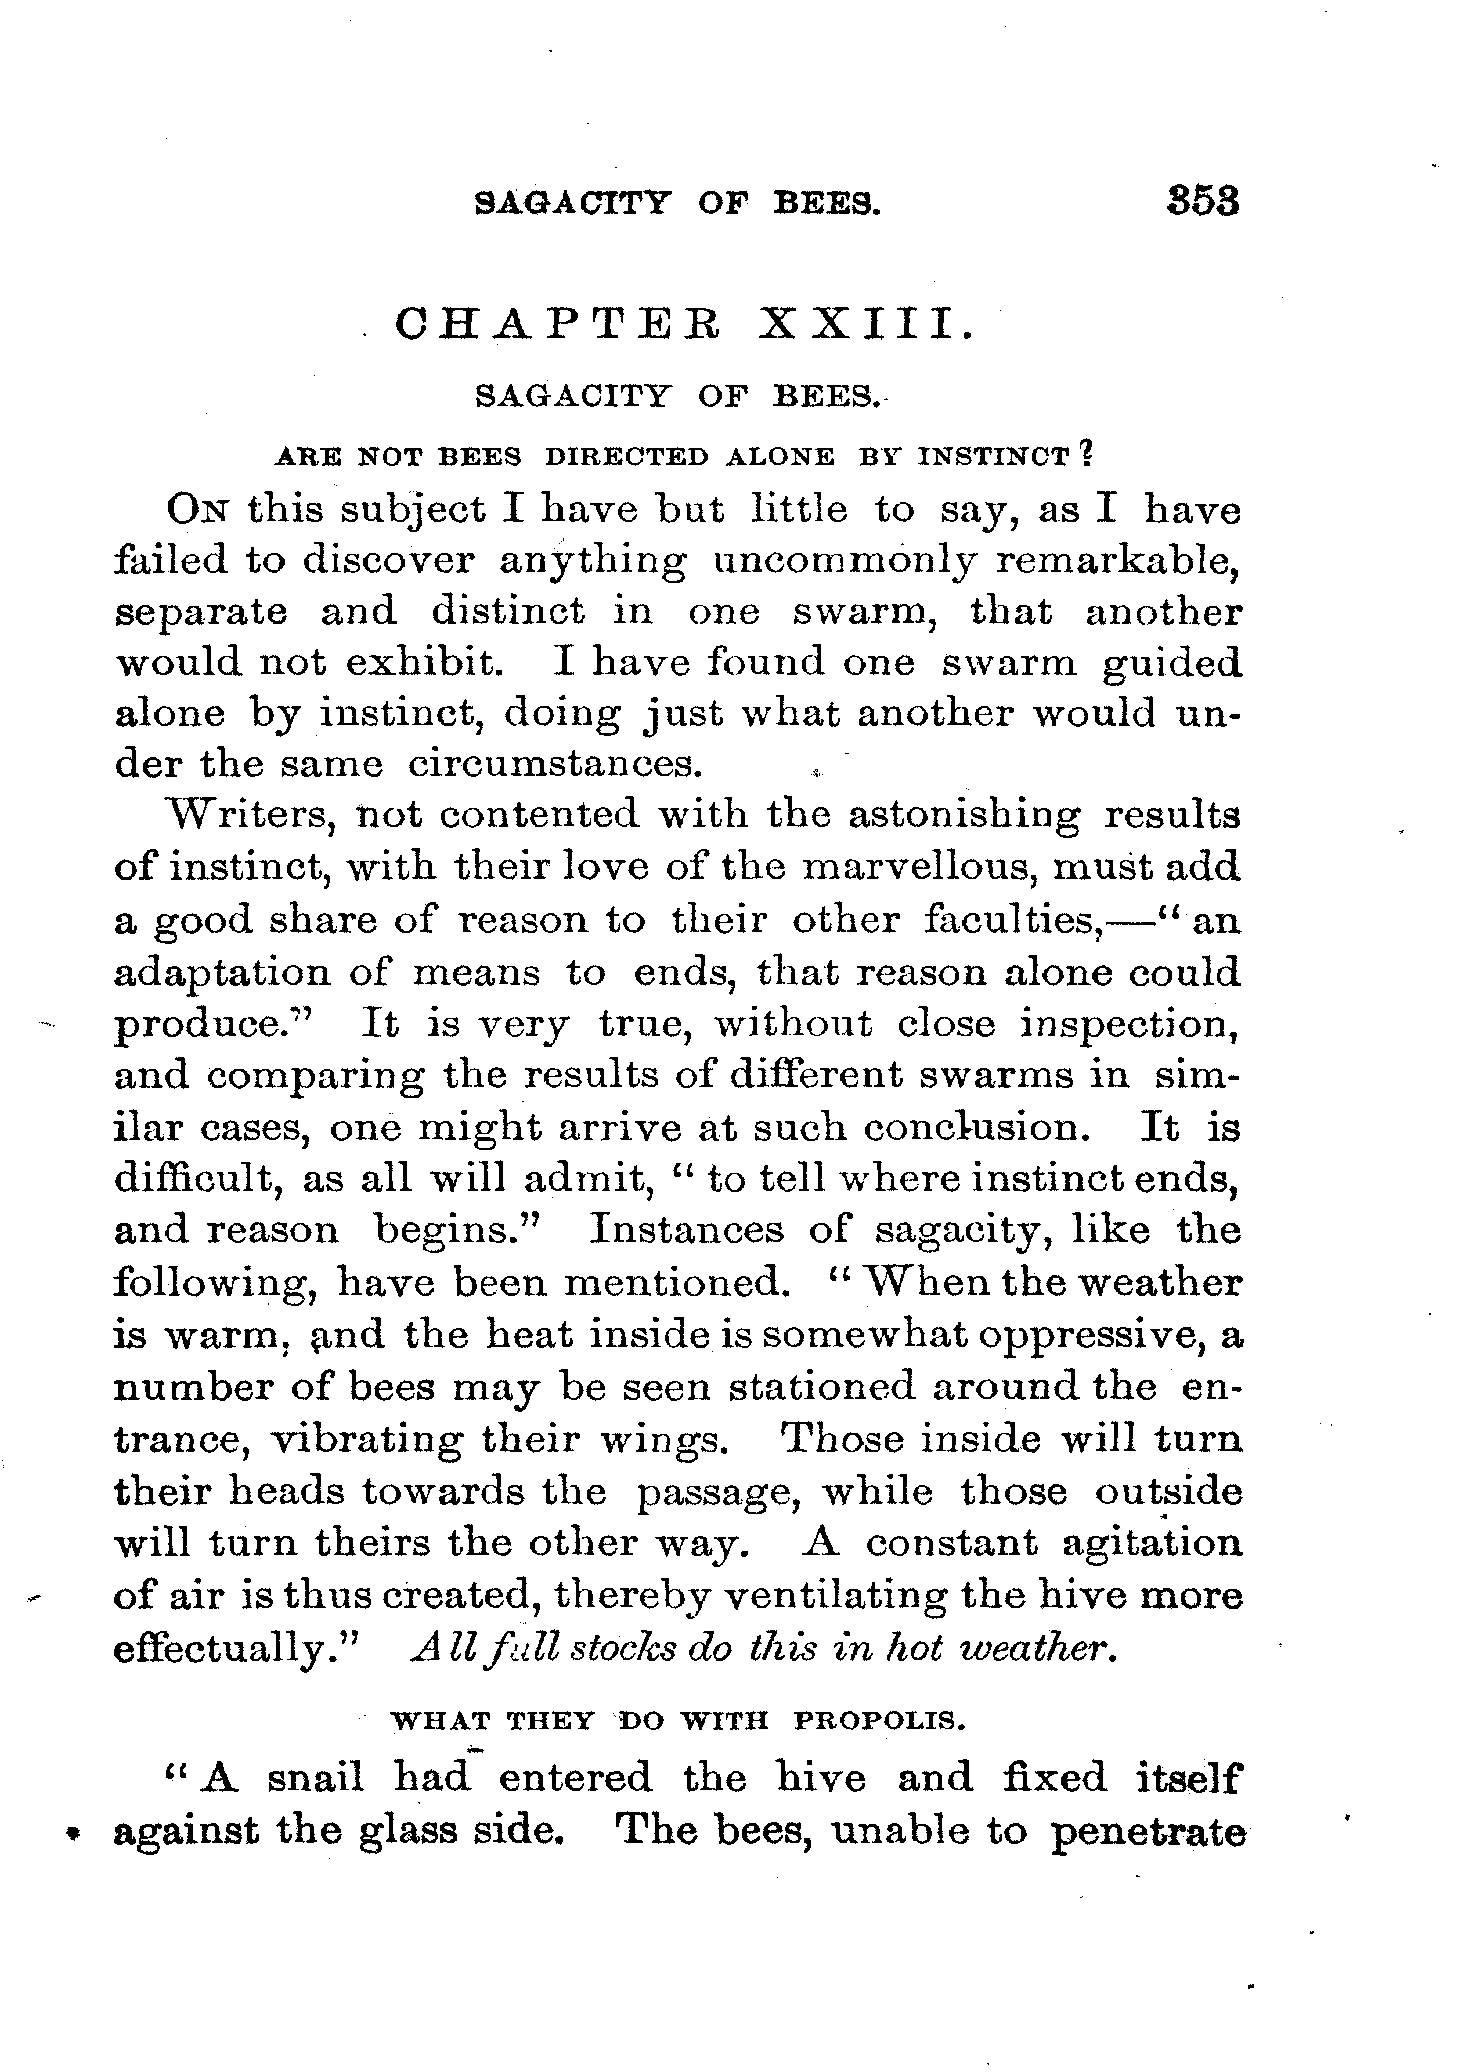 SAGACITY OF BEES. 353
CHAPTER XXIII.
SAGACITY OF BEES.
ARE NOT BEES DIRECTED ALONE BY INSTINCT?
ON this subject I have but little to say, as I have
failed to discover anything uncommonly remarkable,
separate and distinct in one swarm, that another
would not exhibit. I have found one swarm guided
alone by instinct, doing just what another would un-
der the same circumstances.
Writers, not contented with the astonishing results
of instinct, with their love of the marvellous, must add
a good share of reason to their other faculties,—“an
adaptation of means to ends, that reason alone could
produce.” It is very true, without close inspection,
and comparing the results of different swarms in sim-
ilar cases, one might arrive at such conclusion. It is
difficult, as all will admit, “to tell where instinct ends,
and reason begins.” Instances of sagacity, like the
following, have been mentioned. “When the weather
is warm, and the heat inside is somewhat oppressive, a
number of bees may be seen stationed around the en-
trance, vibrating their wings. Those inside will turn
their heads towards the passage, while those outside
will turn theirs the other way. A constant agitation
of air is thus created, thereby ventilating the hive more
effectually.” All full stocks do this in hot weather.
WHAT THEY DO WITH PROPOLIS.
“A snail had entered the hive and fixed itself
against the glass side. The bees, unable to penetrate